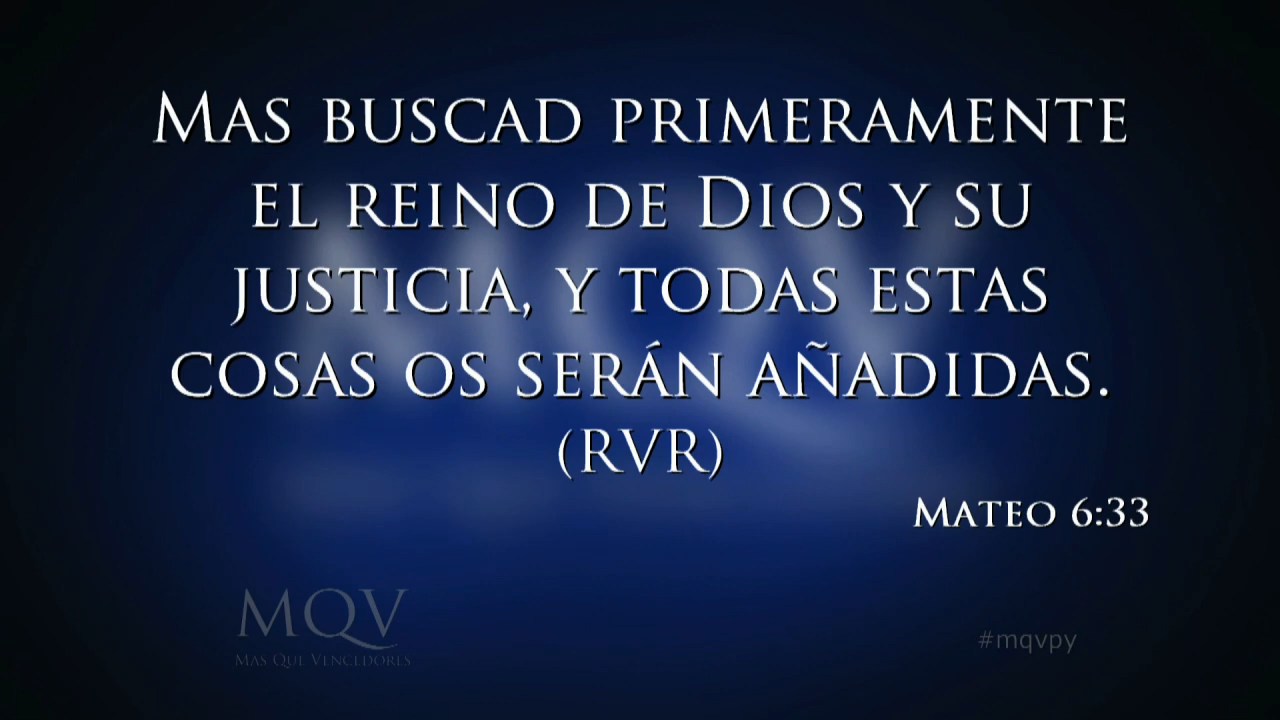 Mas buscad primeramente
el reino de Dios y su
justicia, y todas estas
cosas os serán añadidas.
(RVR)
Mateo 6:33
MQV
Mas Que Vencedores
#mqvpy